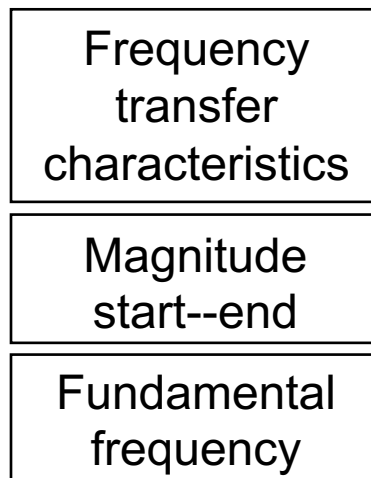 Frequency
transfer
characteristics
Magnitude
start--end
Fundamental
frequency